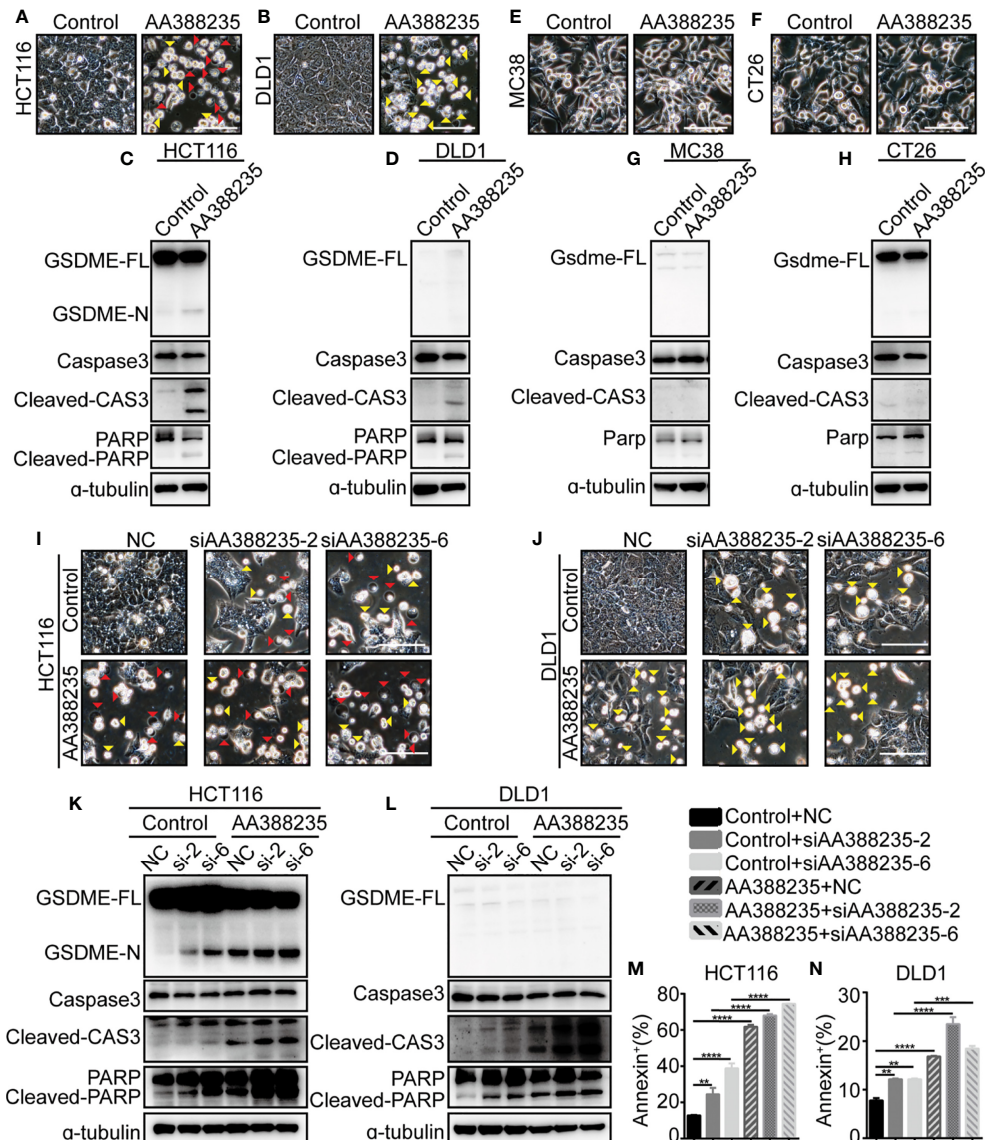 A Control AA388235 B Control AA388235 E Control AA388235 F Control AA388235
HCT116
DLD1
MC38
CT26
C HCT116
Control AA388235
GSDME-FL
GSDME-N
Caspase3
Cleaved-CAS3
PARP
Cleaved-PARP
α-tubulin
D DLD1
Control AA388235
GSDME-FL
Caspase3
Cleaved-CAS3
PARP
Cleaved-PARP
α-tubulin
G MC38
Control AA388235
Gsdme-FL
Caspase3
Cleaved-CAS3
Parp
α-tubulin
H CT26
Control AA388235
Gsdme-FL
Caspase3
Cleaved-CAS3
Parp
α-tubulin
I NC siAA388235-2 siAA388235-6
HCT116
Control
AA388235
J NC siAA388235-2 siAA388235-6
DLD1
Control
AA388235
K HCT116
Control AA388235
NC si-2 si-6 NC si-2 si-6
GSDME-FL
GSDME-N
Caspase3
Cleaved-CAS3
PARP
Cleaved-PARP
α-tubulin
L DLD1
Control AA388235
NC si-2 si-6 NC si-2 si-6
GSDME-FL
Caspase3
Cleaved-CAS3
PARP
Cleaved-PARP
α-tubulin
Control+NC
Control+siAA388235-2
Control+siAA388235-6
AA388235+NC
AA388235+siAA388235-2
AA388235+siAA388235-6
M HCT116
Annexin⁺(%)
80
60
40
20
0
**
****
****
****
****
N DLD1
Annexin⁺(%)
30
20
10
0
**
**
****
****
***